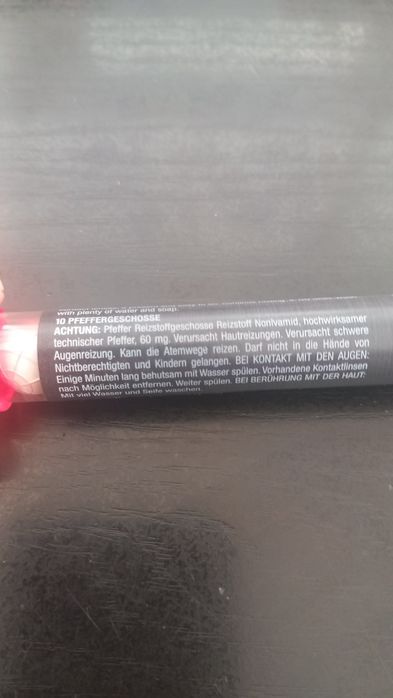 with plenty of water and soap.
10 PFEFFERGESCHOSSE
ACHTUNG: Pfeffer Reizstoffgeschosse Reizstoff Nonivamid, hochwirksamer
technischer Pfeffer, 60 mg. Verursacht Hautreizungen. Verursacht schwere
Augenreizung. Kann die Atemwege reizen. Darf nicht in die Hände von
Nichtberechtigten und Kindern gelangen. BEI KONTAKT MIT DEN AUGEN:
Einige Minuten lang behutsam mit Wasser spülen. Vorhandene Kontaktlinsen
nach Möglichkeit entfernen. Weiter spülen. BEI BERÜHRUNG MIT DER HAUT:
Mit viel Wasser und Seife waschen.